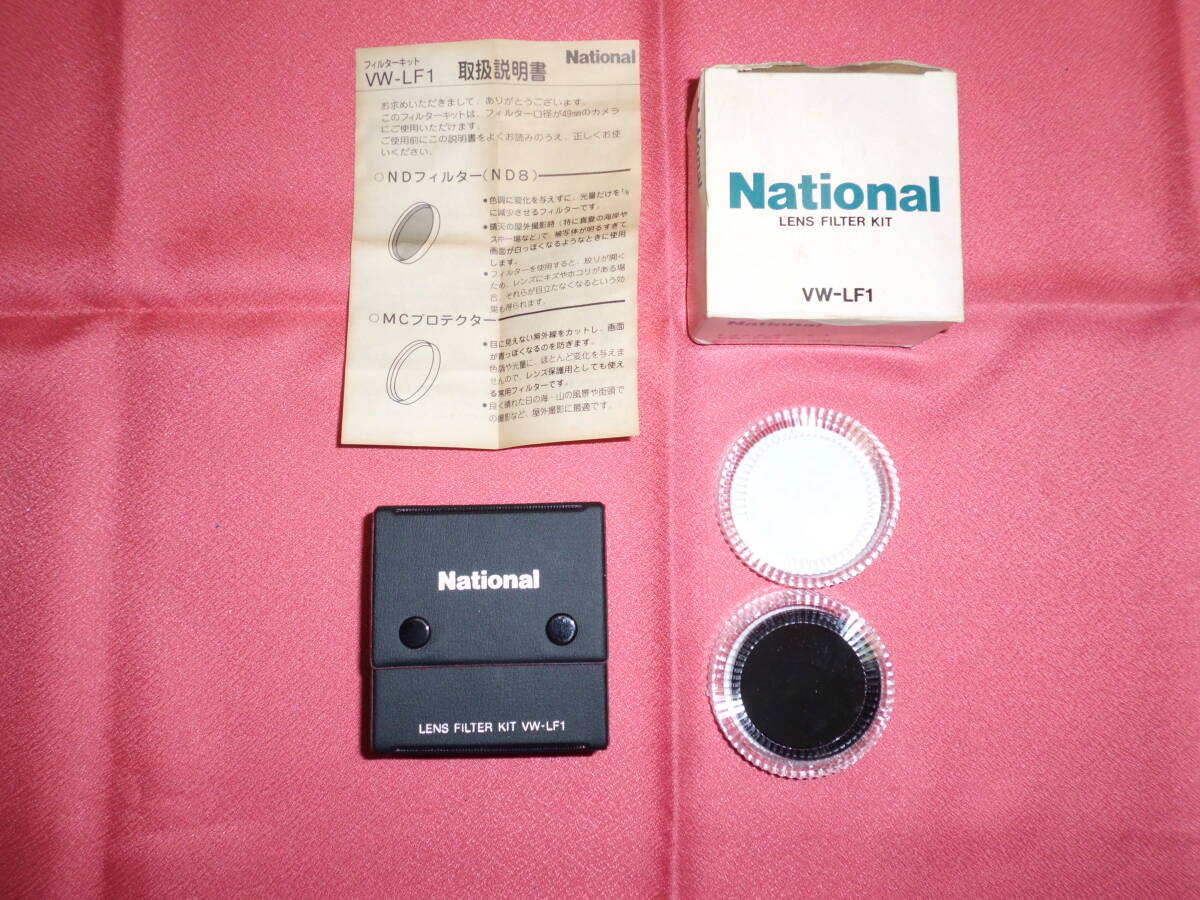 フィルターキット
VW-LF1 取扱説明書 National
お求めいただきまして、ありがとうございます。
このフィルターキットは、フィルター口径が49mmのカメラ
にご使用いただけます。
ご使用前にこの説明書をよくお読みのうえ、正しくお使
いください。
○NDフィルター(ND8)
●色調に変化を与えずに、光量だけを⅛
に減少させるフィルターです。
●晴天の屋外撮影時(特に真夏の海岸や
スキー場など)で、被写体が明るすぎて
画面が白っぽくなるようなときに使用
します。
●フィルターを使用すると、絞りが開く
ため、レンズにキズやホコリがある場
合、それらが目立たなくなるという効
果も得られます。
○MCプロテクター
●目に見えない紫外線をカットし、画面
が青っぽくなるのを防ぎます。
色調や光量に、ほとんど変化を与えま
せんので、レンズ保護用としても使え
る常用フィルターです。
●良く晴れた日の海・山の風景や街頭で
の撮影など、屋外撮影に最適です。
National
National
LENS FILTER KIT
VW-LF1
National
National
LENS FILTER KIT VW-LF1